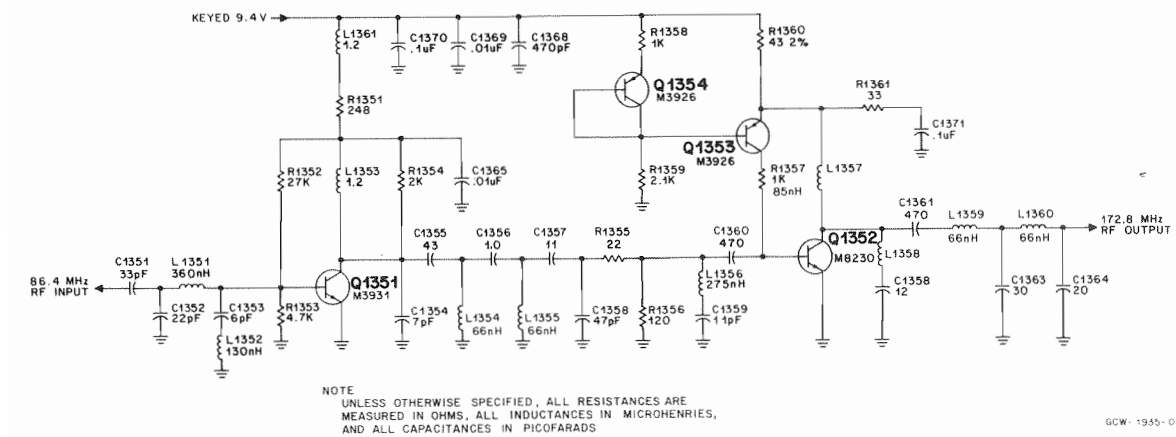 KEYED 9.4V
L1361
1.2
C1370
.1uF
C1369
.01uF
C1368
470pF
R1358
1K
R1360
43 2%
Q1354
M3926
R1361
33
R1351
248
C1371
.1uF
Q1353
M3926
R1352
27K
L1353
1.2
R1354
2K
C1365
.01uF
R1359
2.1K
R1357
1K
85nH
L1357
C1361
470
L1359
66nH
L1360
66nH
172.8 MHz
RF OUTPUT
C1355
43
C1356
1.0
C1357
11
R1355
22
C1360
470
Q1352
M8230
L1358
C1358
12
C1363
30
C1364
20
86.4 MHz
RF INPUT
C1351
33pF
L1351
360nH
Q1351
M3931
L1356
275nH
C1352
22pF
C1353
6pF
R1353
4.7K
C1354
7pF
L1354
66nH
L1355
66nH
C1358
47pF
R1356
120
C1359
11pF
L1352
130nH
NOTE
UNLESS OTHERWISE SPECIFIED, ALL RESISTANCES ARE
MEASURED IN OHMS, ALL INDUCTANCES IN MICROHENRIES,
AND ALL CAPACITANCES IN PICOFARADS
GCW-1935-O